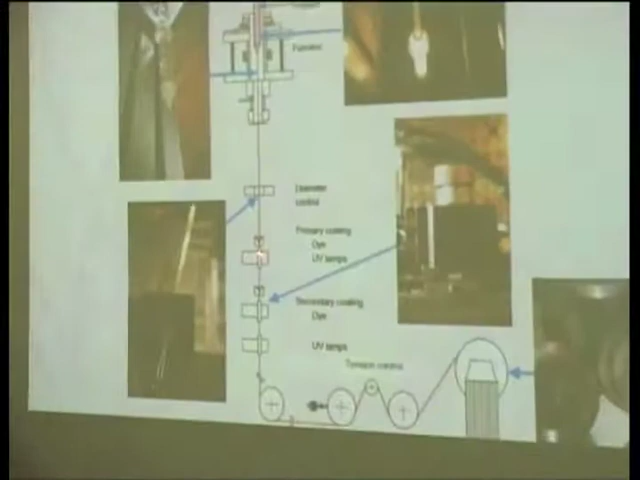 Furnace
Diameter
control
Primary coating
Dye
UV lamps
Secondary coating
Dye
UV lamps
Tension control